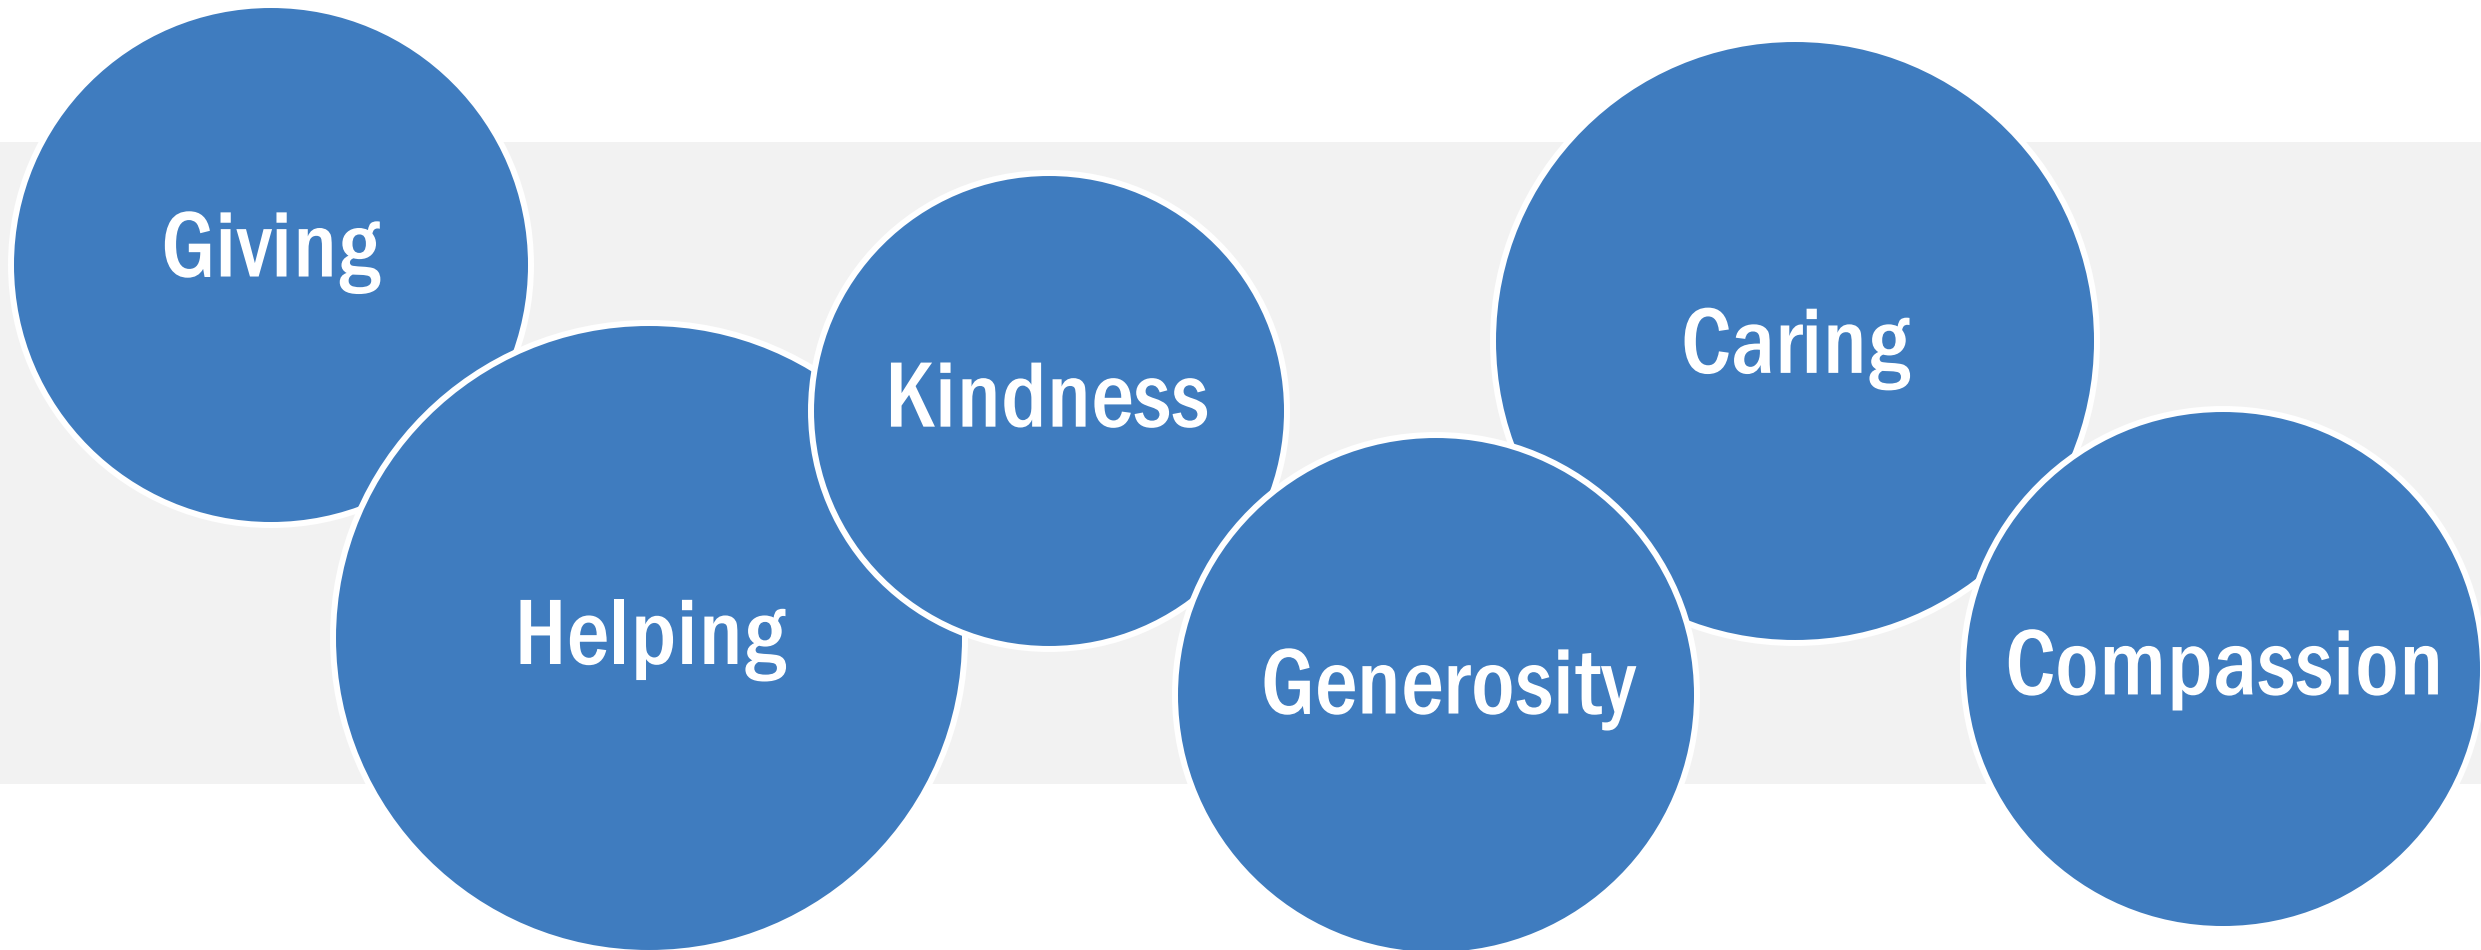 Giving
Helping
Kindness
Generosity
Caring
Compassion